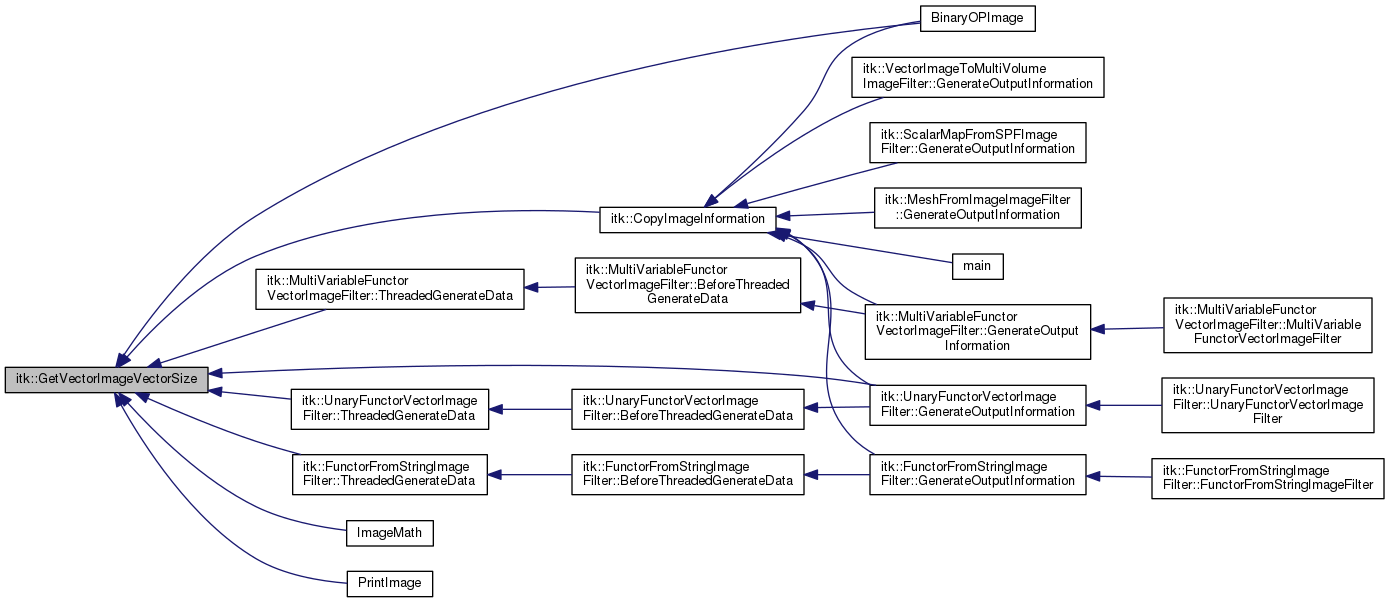 BinaryOPImage
itk::VectorImageToMultiVolume
ImageFilter::GenerateOutputInformation
itk::ScalarMapFromSPFImage
Filter::GenerateOutputInformation
itk::MeshFromImageImageFilter
::GenerateOutputInformation
itk::CopyImageInformation
main
itk::MultiVariableFunctor
VectorImageFilter::ThreadedGenerateData
itk::MultiVariableFunctor
VectorImageFilter::BeforeThreaded
GenerateData
itk::MultiVariableFunctor
VectorImageFilter::GenerateOutput
Information
itk::MultiVariableFunctor
VectorImageFilter::MultiVariable
FunctorVectorImageFilter
itk::GetVectorImageVectorSize
itk::UnaryFunctorVectorImage
Filter::ThreadedGenerateData
itk::UnaryFunctorVectorImage
Filter::BeforeThreadedGenerateData
itk::UnaryFunctorVectorImage
Filter::GenerateOutputInformation
itk::UnaryFunctorVectorImage
Filter::UnaryFunctorVectorImage
Filter
itk::FunctorFromStringImage
Filter::ThreadedGenerateData
itk::FunctorFromStringImage
Filter::BeforeThreadedGenerateData
itk::FunctorFromStringImage
Filter::GenerateOutputInformation
itk::FunctorFromStringImage
Filter::FunctorFromStringImageFilter
ImageMath
PrintImage